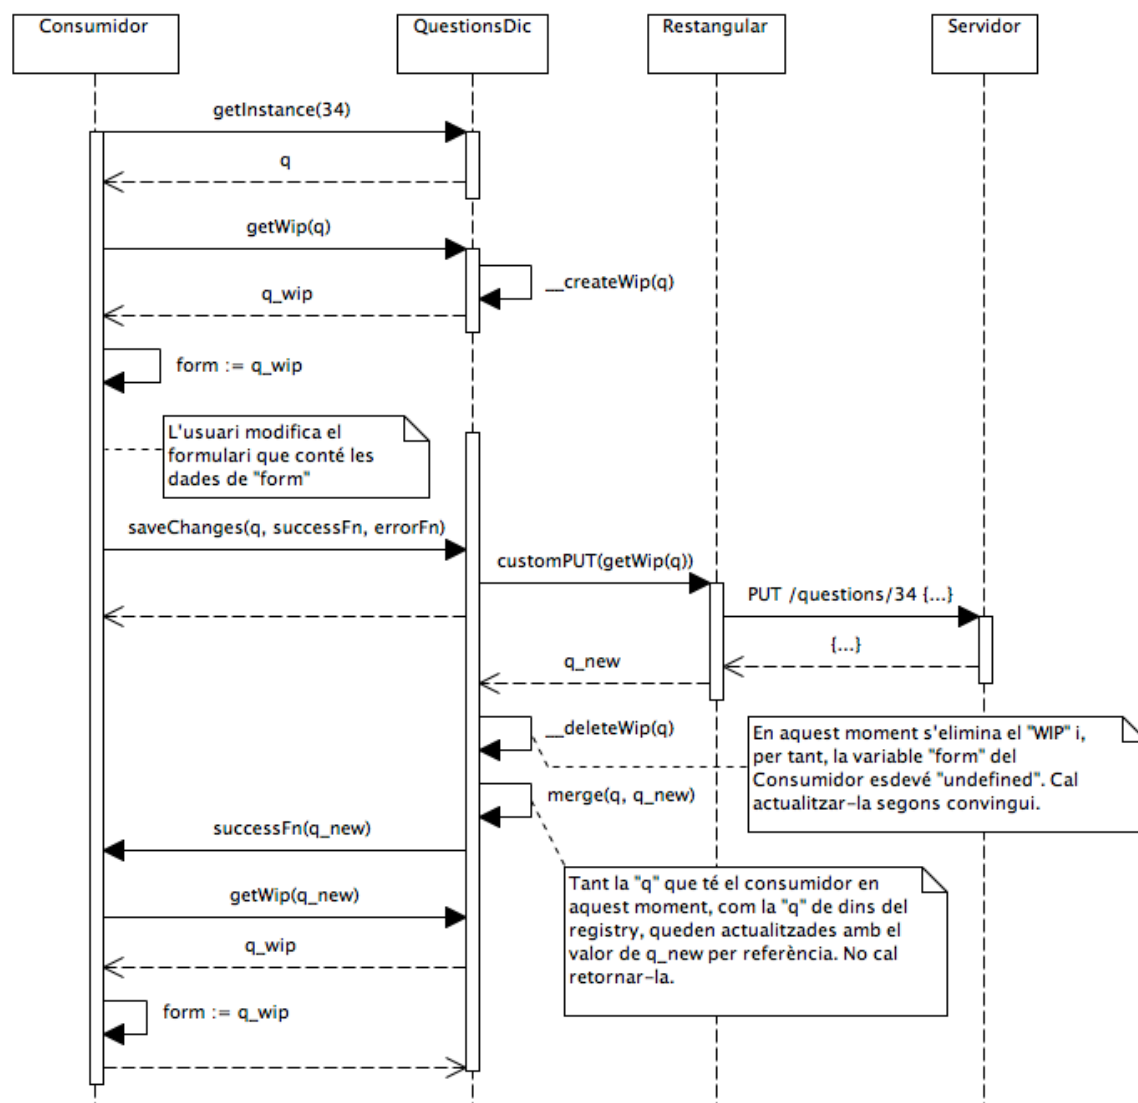 Consumidor
QuestionsDic
Restangular
Servidor
getInstance(34)
q
getWip(q)
__createWip(q)
q_wip
form := q_wip
L'usuari modifica el
formulari que conté les
dades de "form"
saveChanges(q, successFn, errorFn)
customPUT(getWip(q))
PUT /questions/34 {...}
{...}
q_new
__deleteWip(q)
En aquest moment s'elimina el "WIP" i,
per tant, la variable "form" del
Consumidor esdevé "undefined". Cal
actualitzar-la segons convingui.
merge(q, q_new)
successFn(q_new)
Tant la "q" que té el consumidor en
aquest moment, com la "q" de dins del
registry, queden actualitzades amb el
valor de q_new per referència. No cal
retornar-la.
getWip(q_new)
q_wip
form := q_wip